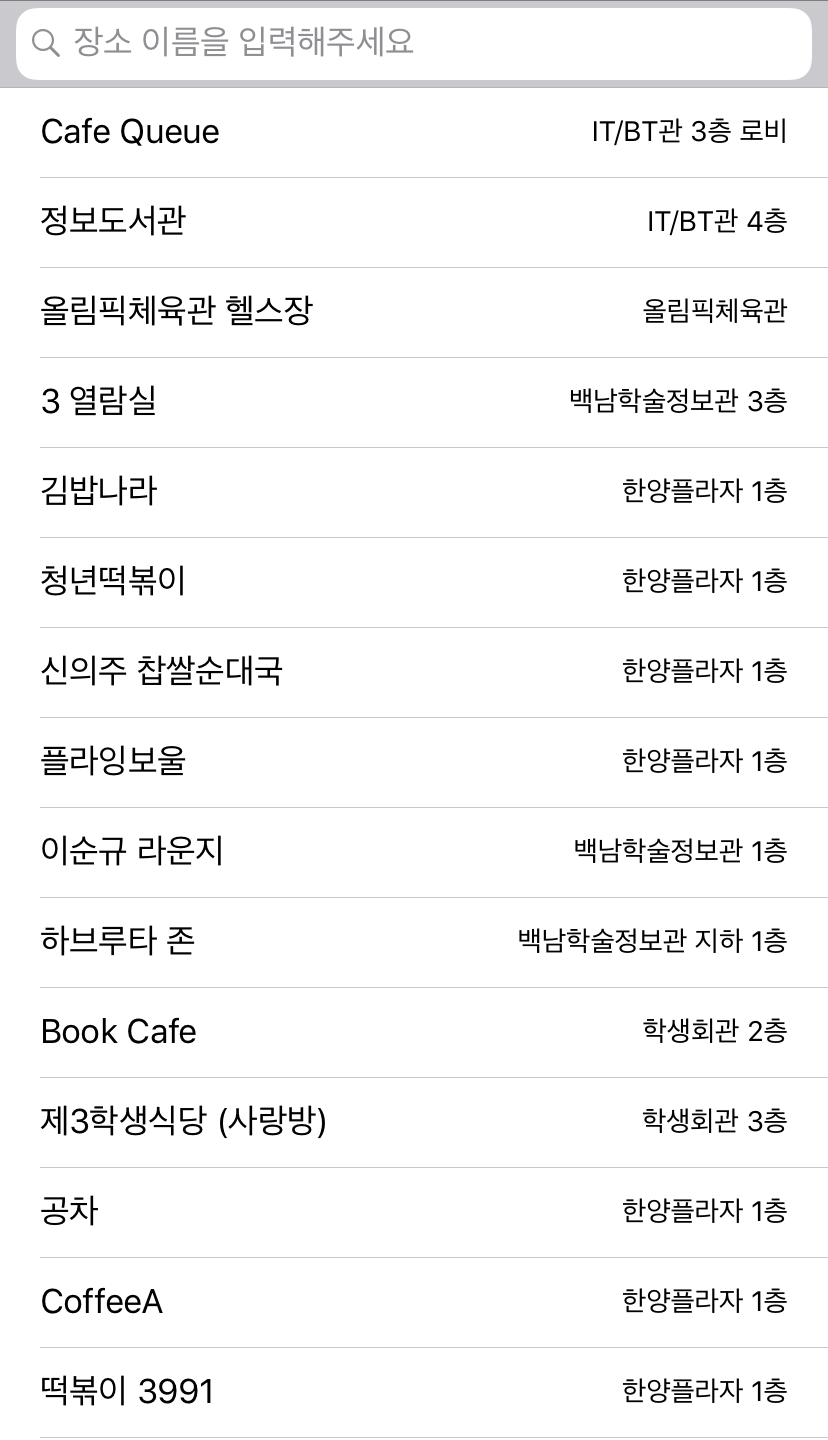 장소 이름을 입력해주세요
Cafe Queue IT/BT관 3층 로비
정보도서관 IT/BT관 4층
올림픽체육관 헬스장 올림픽체육관
3 열람실 백남학술정보관 3층
김밥나라 한양플라자 1층
청년떡볶이 한양플라자 1층
신의주 찹쌀순대국 한양플라자 1층
플라잉보울 한양플라자 1층
이순규 라운지 백남학술정보관 1층
하브루타 존 백남학술정보관 지하 1층
Book Cafe 학생회관 2층
제3학생식당 (사랑방) 학생회관 3층
공차 한양플라자 1층
CoffeeA 한양플라자 1층
떡볶이 3991 한양플라자 1층